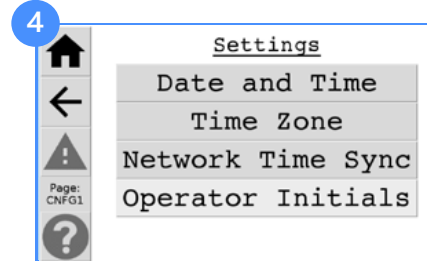 4
Settings
Date and Time
Time Zone
Network Time Sync
Page:
CNFG1
Operator Initials
?